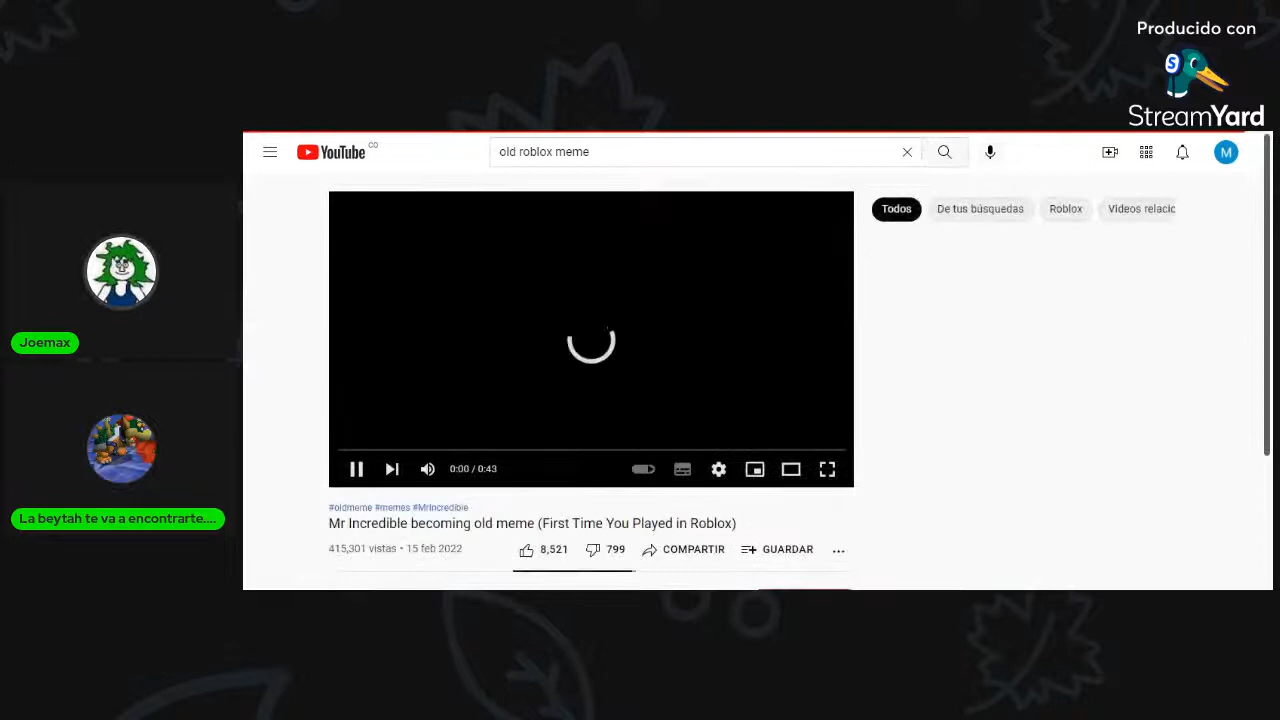 Producido con
StreamYard
YouTube CO
old roblox meme
M
Todos
De tus búsquedas
Roblox
Videos relacic
Joemax
0:00 / 0:43
#oldmeme #memes #MrIncredible
La beytah te va a encontrarte....
Mr Incredible becoming old meme (First Time You Played in Roblox)
415,301 vistas • 15 feb 2022
8,521
799
COMPARTIR
GUARDAR
...